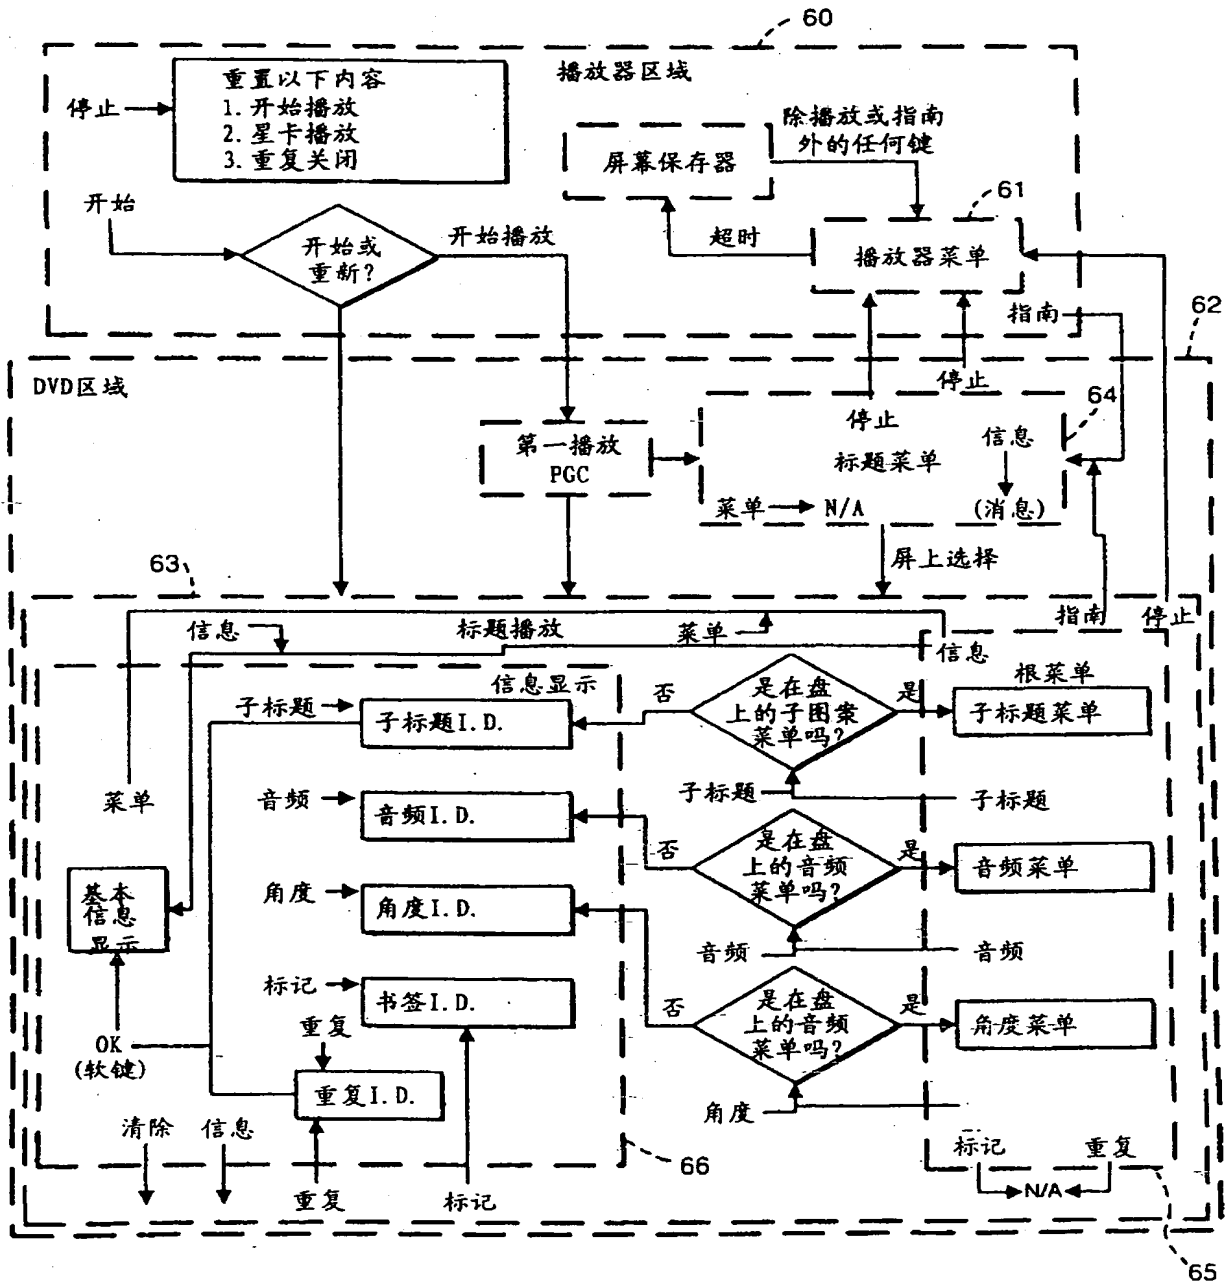 60
播放器区域
重置以下内容
1.开始播放
2.星卡播放
3.重复关闭
停止
除播放或指南
外的任何键
屏幕保存器
61
开始
开始播放
超时
开始或
重新?
播放器菜单
指南
62
DVD区域
停止
64
停止
第一播放
PGC
信息
标题菜单
菜单
N/A
(消息)
63
屏上选择
指南
停止
信息
标题播放
菜单
信息
信息显示
否
是在盘
上的子图案
菜单吗?
是
根菜单
子标题菜单
子标题
子标题I.D.
菜单
子标题
子标题
音频
音频I.D.
否
是在盘
上的音频
菜单吗?
是
音频菜单
基本
信息
显示
角度
角度I.D.
音频
音频
标记
书签I.D.
否
是在盘
上的音频
菜单吗?
是
角度菜单
重复
OK
(软键)
重复I.D.
角度
清除
信息
66
标记
重复
重复
标记
N/A
65